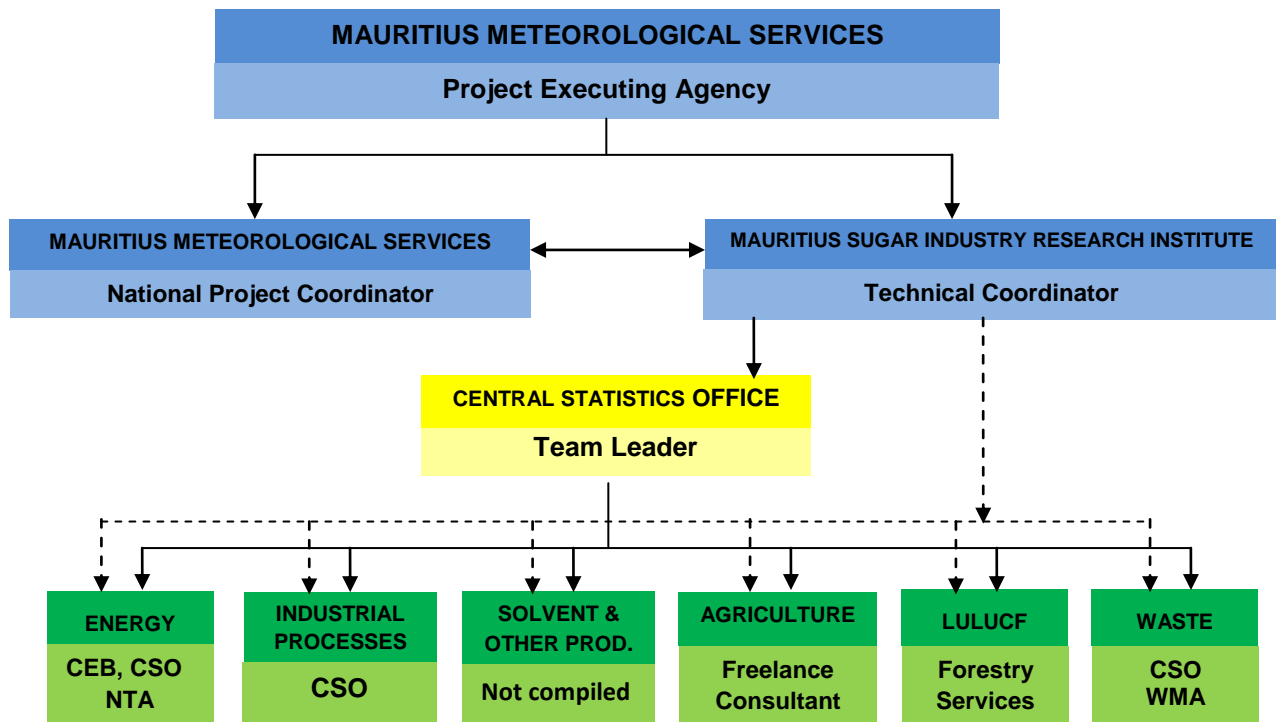 MAURITIUS METEOROLOGICAL SERVICES
Project Executing Agency
MAURITIUS METEOROLOGICAL SERVICES
National Project Coordinator
MAURITIUS SUGAR INDUSTRY RESEARCH INSTITUTE
Technical Coordinator
CENTRAL STATISTICS OFFICE
Team Leader
ENERGY
CEB, CSO
NTA
INDUSTRIAL
PROCESSES
CSO
SOLVENT &
OTHER PROD.
Not compiled
AGRICULTURE
Freelance
Consultant
LULUCF
Forestry
Services
WASTE
CSO
WMA